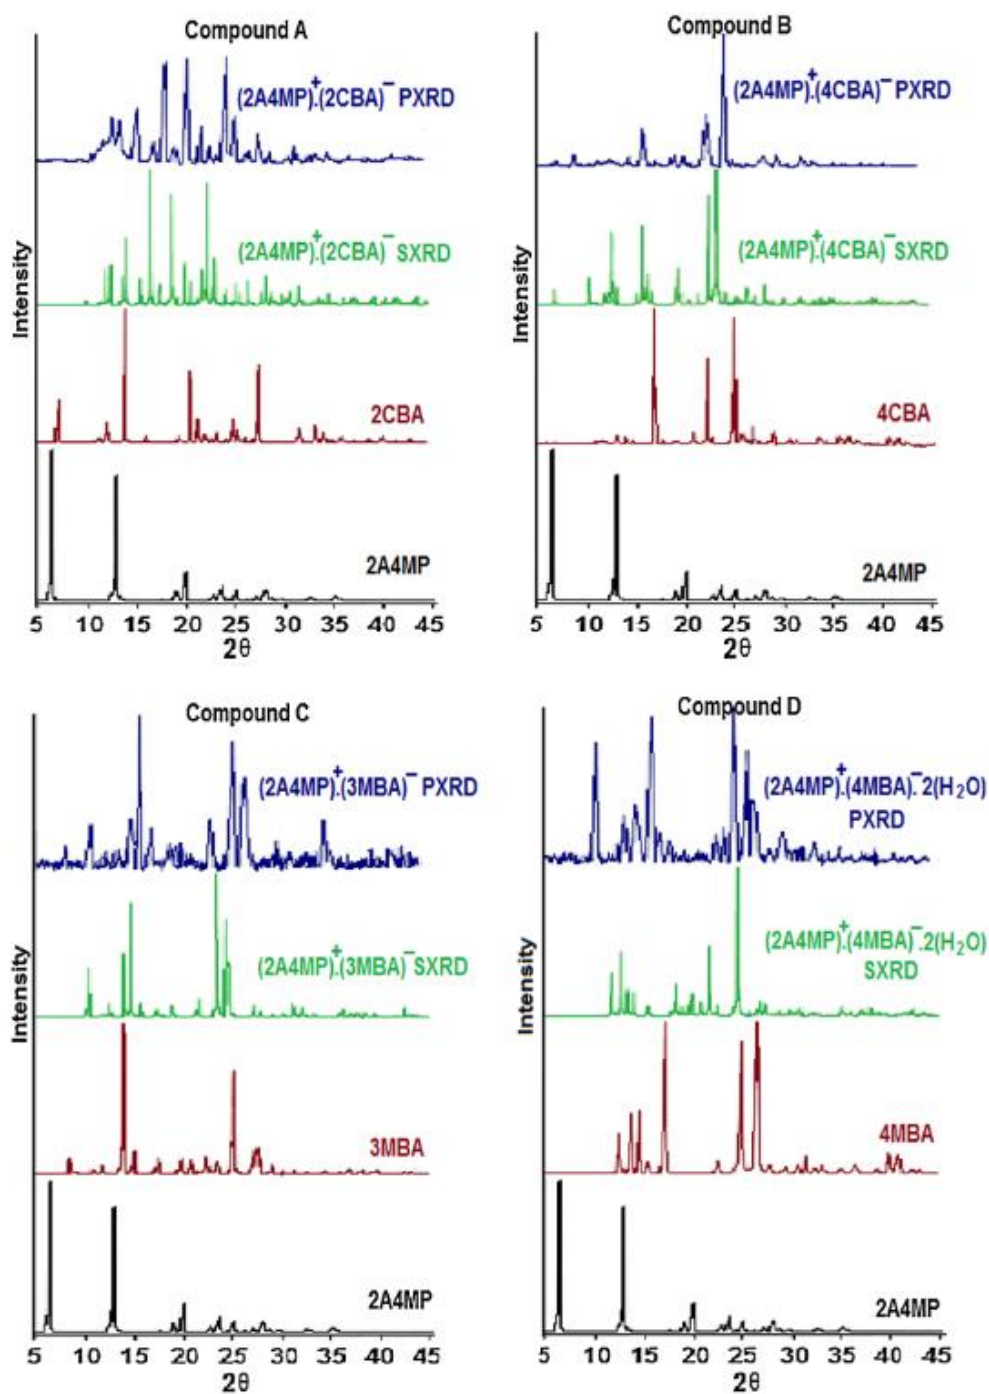 Compound A
(2A4MP)⁺.(2CBA)⁻ PXRD
(2A4MP)⁺.(2CBA)⁻ SXRD
2CBA
2A4MP
Intensity
5 10 15 20 25 30 35 40 45
2θ
Compound B
(2A4MP)⁺.(4CBA)⁻ PXRD
(2A4MP)⁺.(4CBA)⁻ SXRD
4CBA
2A4MP
Intensity
5 10 15 20 25 30 35 40 45
2θ
Compound C
(2A4MP)⁺.(3MBA)⁻ PXRD
(2A4MP)⁺.(3MBA)⁻ SXRD
3MBA
2A4MP
Intensity
5 10 15 20 25 30 35 40 45
2θ
Compound D
(2A4MP)⁺.(4MBA)⁻.2(H₂O)
PXRD
(2A4MP)⁺.(4MBA)⁻.2(H₂O)
SXRD
4MBA
2A4MP
Intensity
5 10 15 20 25 30 35 40 45
2θ